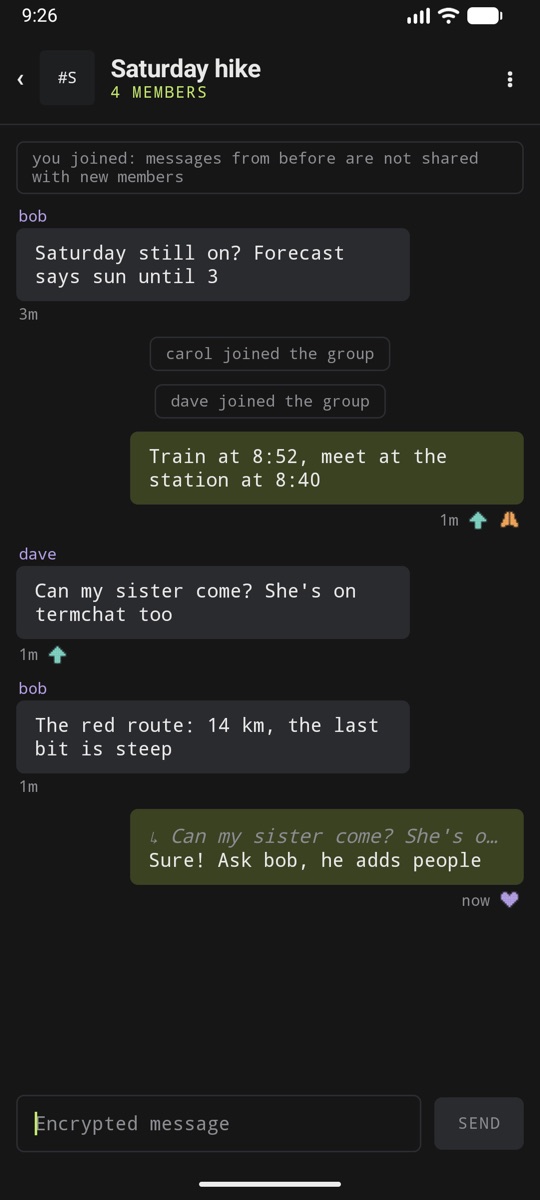 9:26
‹
#S
Saturday hike
4 MEMBERS
you joined: messages from before are not shared
with new members
bob
Saturday still on? Forecast
says sun until 3
3m
carol joined the group
dave joined the group
Train at 8:52, meet at the
station at 8:40
1m
dave
Can my sister come? She's on
termchat too
1m
bob
The red route: 14 km, the last
bit is steep
1m
↳ Can my sister come? She's o…
Sure! Ask bob, he adds people
now
Encrypted message
SEND